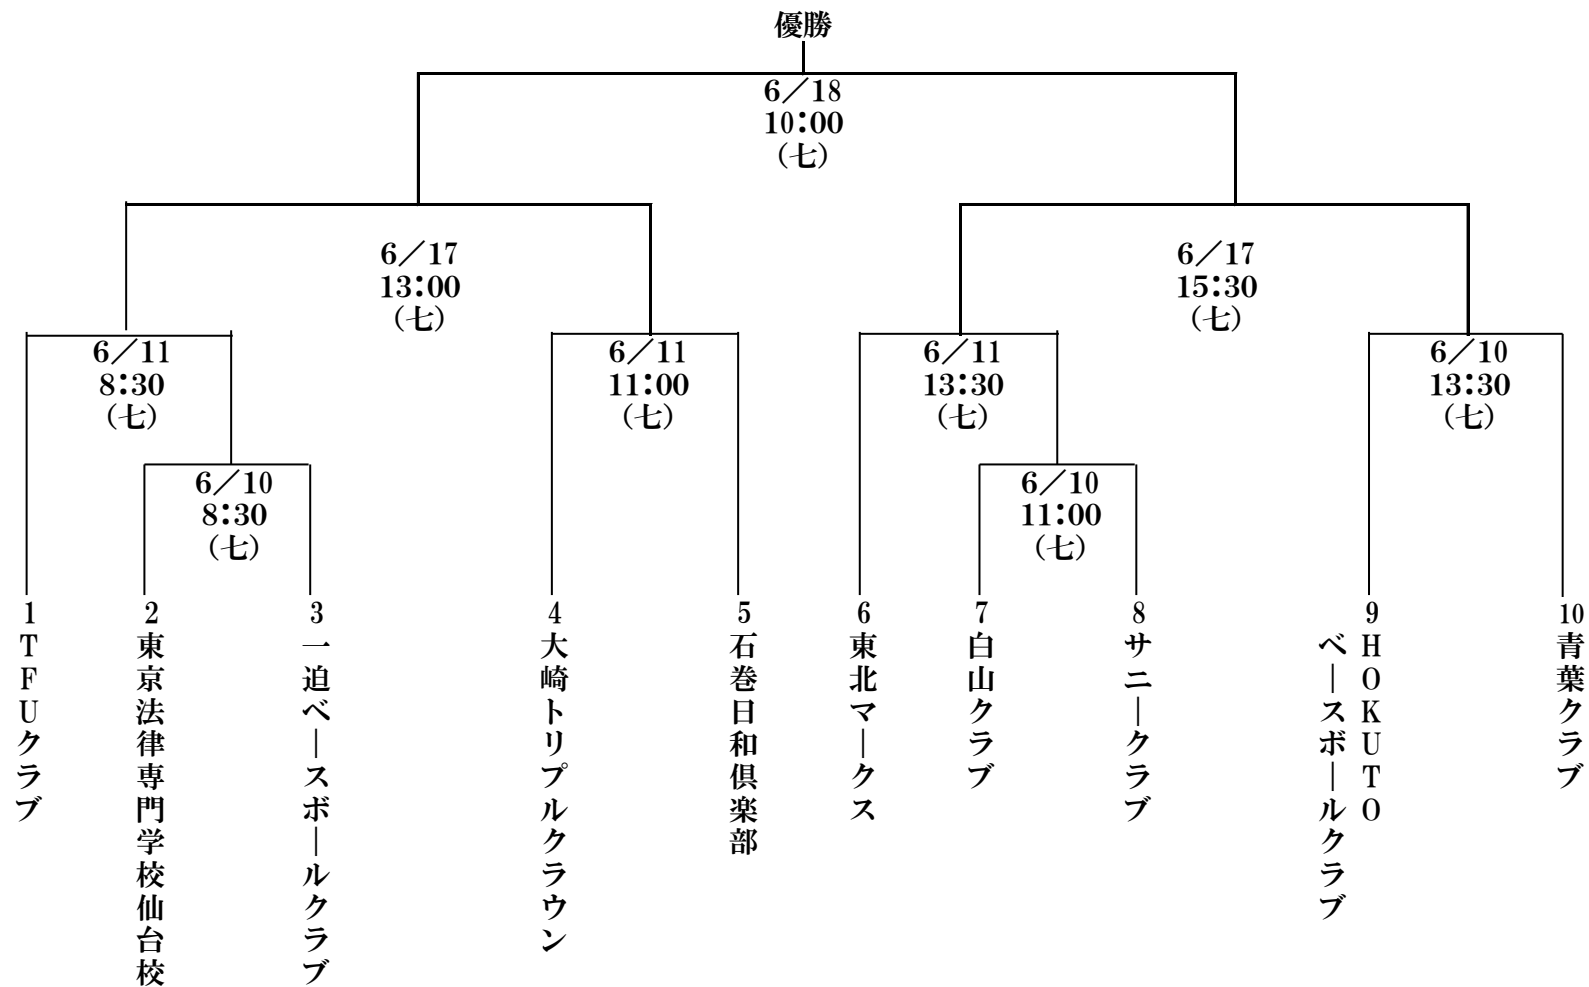 優勝
6／18
10：00
（七）
6／17
13：00
（七）
6／17
15：30
（七）
6／11
8：30
（七）
6／11
11：00
（七）
6／11
13：30
（七）
6／10
13：30
（七）
6／10
8：30
（七）
6／10
11：00
（七）
1
TFUクラブ
2
東京法律専門学校仙台校
3
一迫ベースボールクラブ
4
大崎トリプルクラウン
5
石巻日和倶楽部
6
東北マークス
7
白山クラブ
8
サニークラブ
9
HOKUTO
ベースボールクラブ
10
青葉クラブ